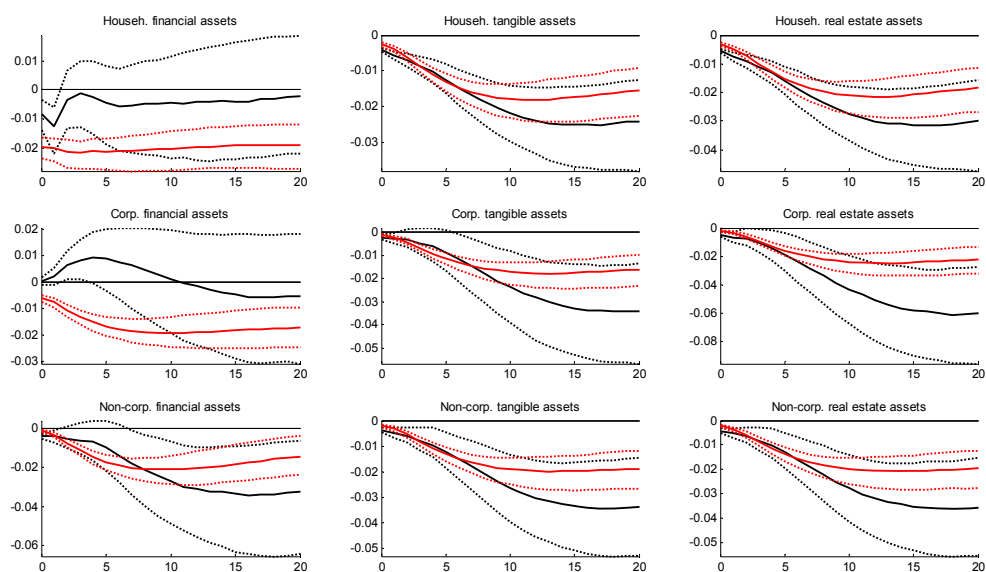 Househ. financial assets
Househ. tangible assets
Househ. real estate assets
0.01
0
-0.01
-0.02
0 5 10 15 20
0
-0.01
-0.02
-0.03
0 5 10 15 20
0
-0.01
-0.02
-0.03
-0.04
0 5 10 15 20
Corp. financial assets
Corp. tangible assets
Corp. real estate assets
0.02
0.01
0
-0.01
-0.02
-0.03
0 5 10 15 20
0
-0.01
-0.02
-0.03
-0.04
-0.05
0 5 10 15 20
0
-0.02
-0.04
-0.06
-0.08
0 5 10 15 20
Non-corp. financial assets
Non-corp. tangible assets
Non-corp. real estate assets
0
-0.02
-0.04
-0.06
0 5 10 15 20
0
-0.01
-0.02
-0.03
-0.04
-0.05
0 5 10 15 20
0
-0.01
-0.02
-0.03
-0.04
-0.05
0 5 10 15 20